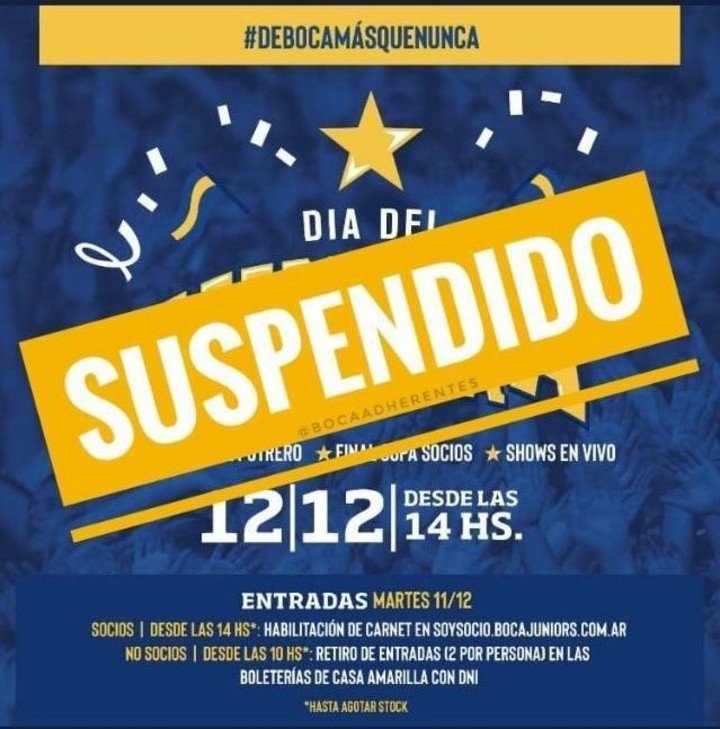 #DEBOCAMÁSQUENUNCA
DIA DEL
SUSPENDIDO
@BOCAADHERENTES
FINAL COPA SOCIOS ★ SHOWS EN VIVO
12|12| DESDE LAS
14 HS.
ENTRADAS MARTES 11/12
SOCIOS | DESDE LAS 14 HS*: HABILITACIÓN DE CARNET EN SOYSOCIO.BOCAJUNIORS.COM.AR
NO SOCIOS | DESDE LAS 10 HS*: RETIRO DE ENTRADAS (2 POR PERSONA) EN LAS
BOLETERÍAS DE CASA AMARILLA CON DNI
*HASTA AGOTAR STOCK